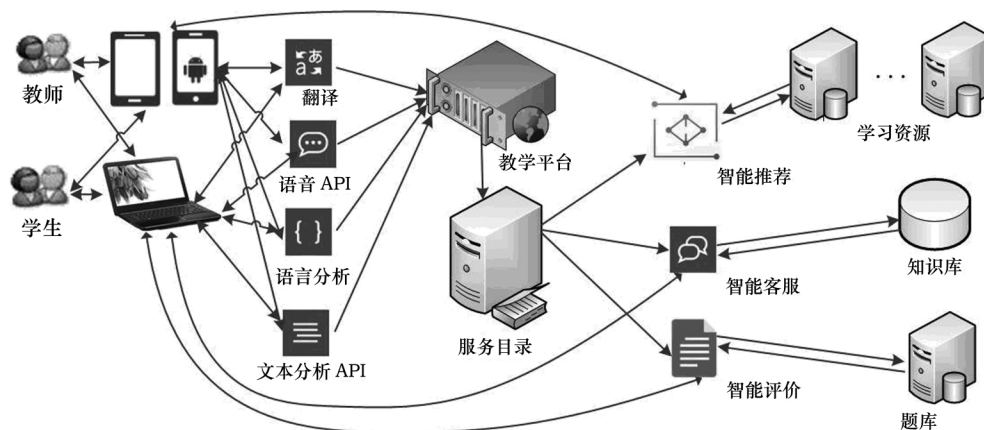 教师
学生
翻译
语音 API
语言分析
文本分析 API
教学平台
服务目录
智能推荐
智能客服
智能评价
学习资源
知识库
题库